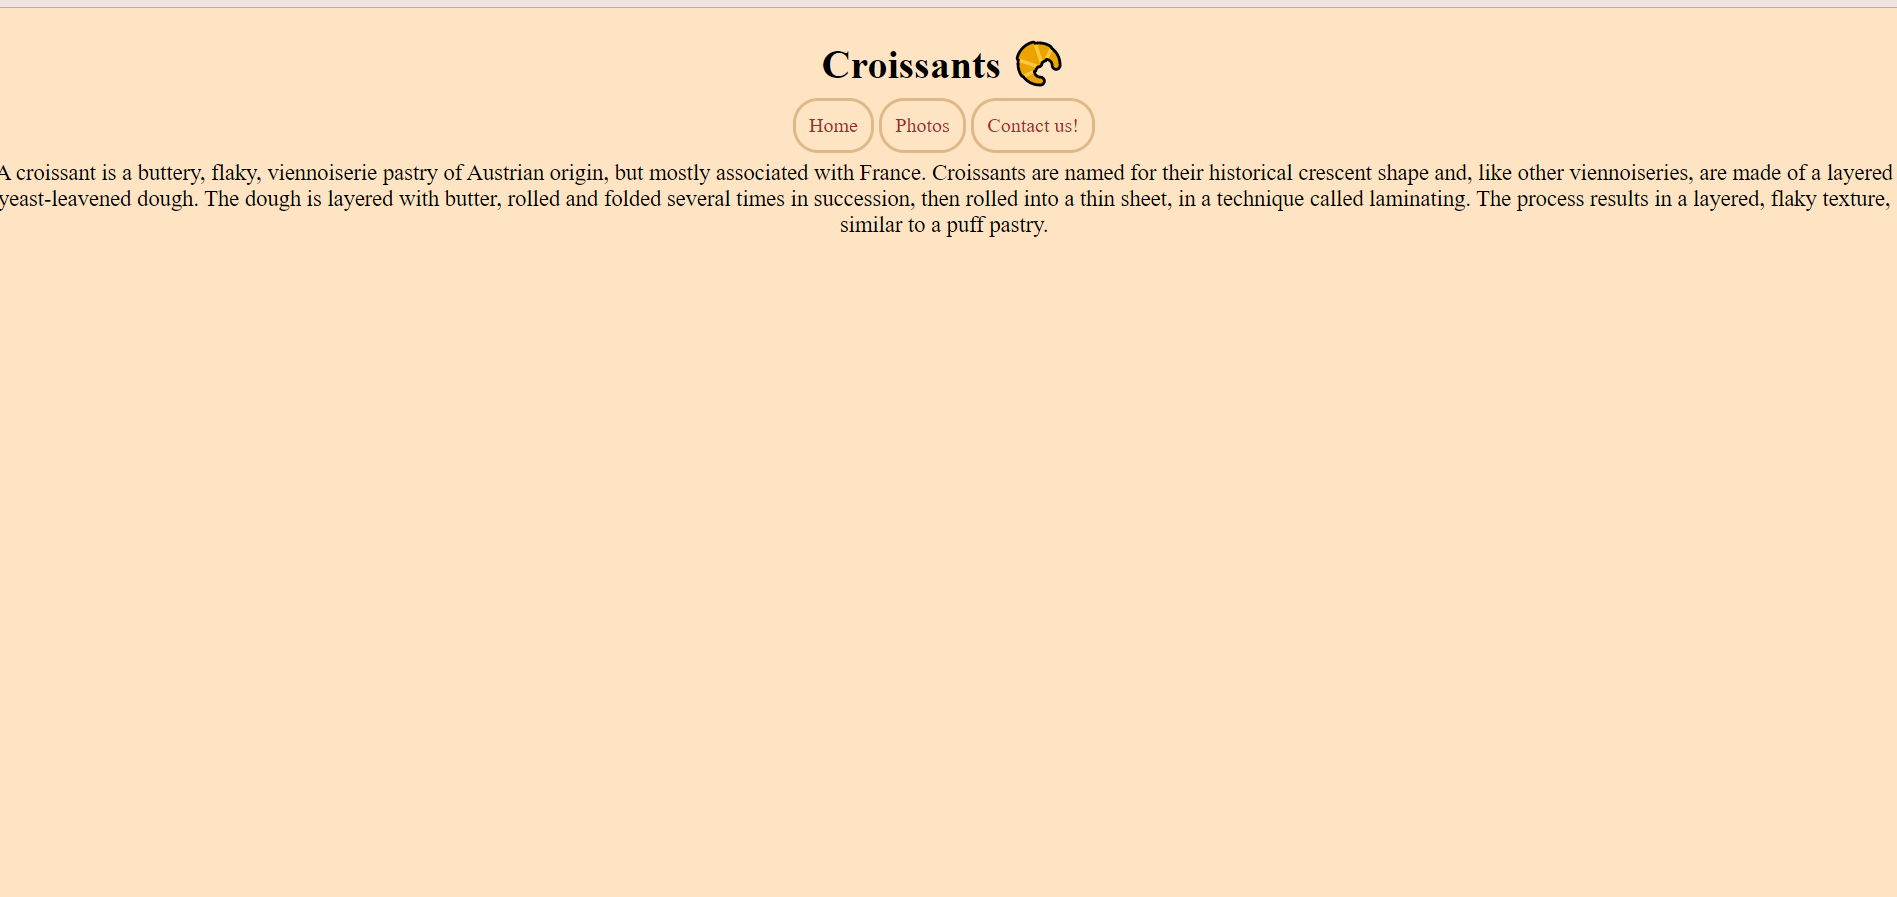 Croissants
Home Photos Contact us!
A croissant is a buttery, flaky, viennoiserie pastry of Austrian origin, but mostly associated with France. Croissants are named for their historical crescent shape and, like other viennoiseries, are made of a layered
yeast-leavened dough. The dough is layered with butter, rolled and folded several times in succession, then rolled into a thin sheet, in a technique called laminating. The process results in a layered, flaky texture,
similar to a puff pastry.